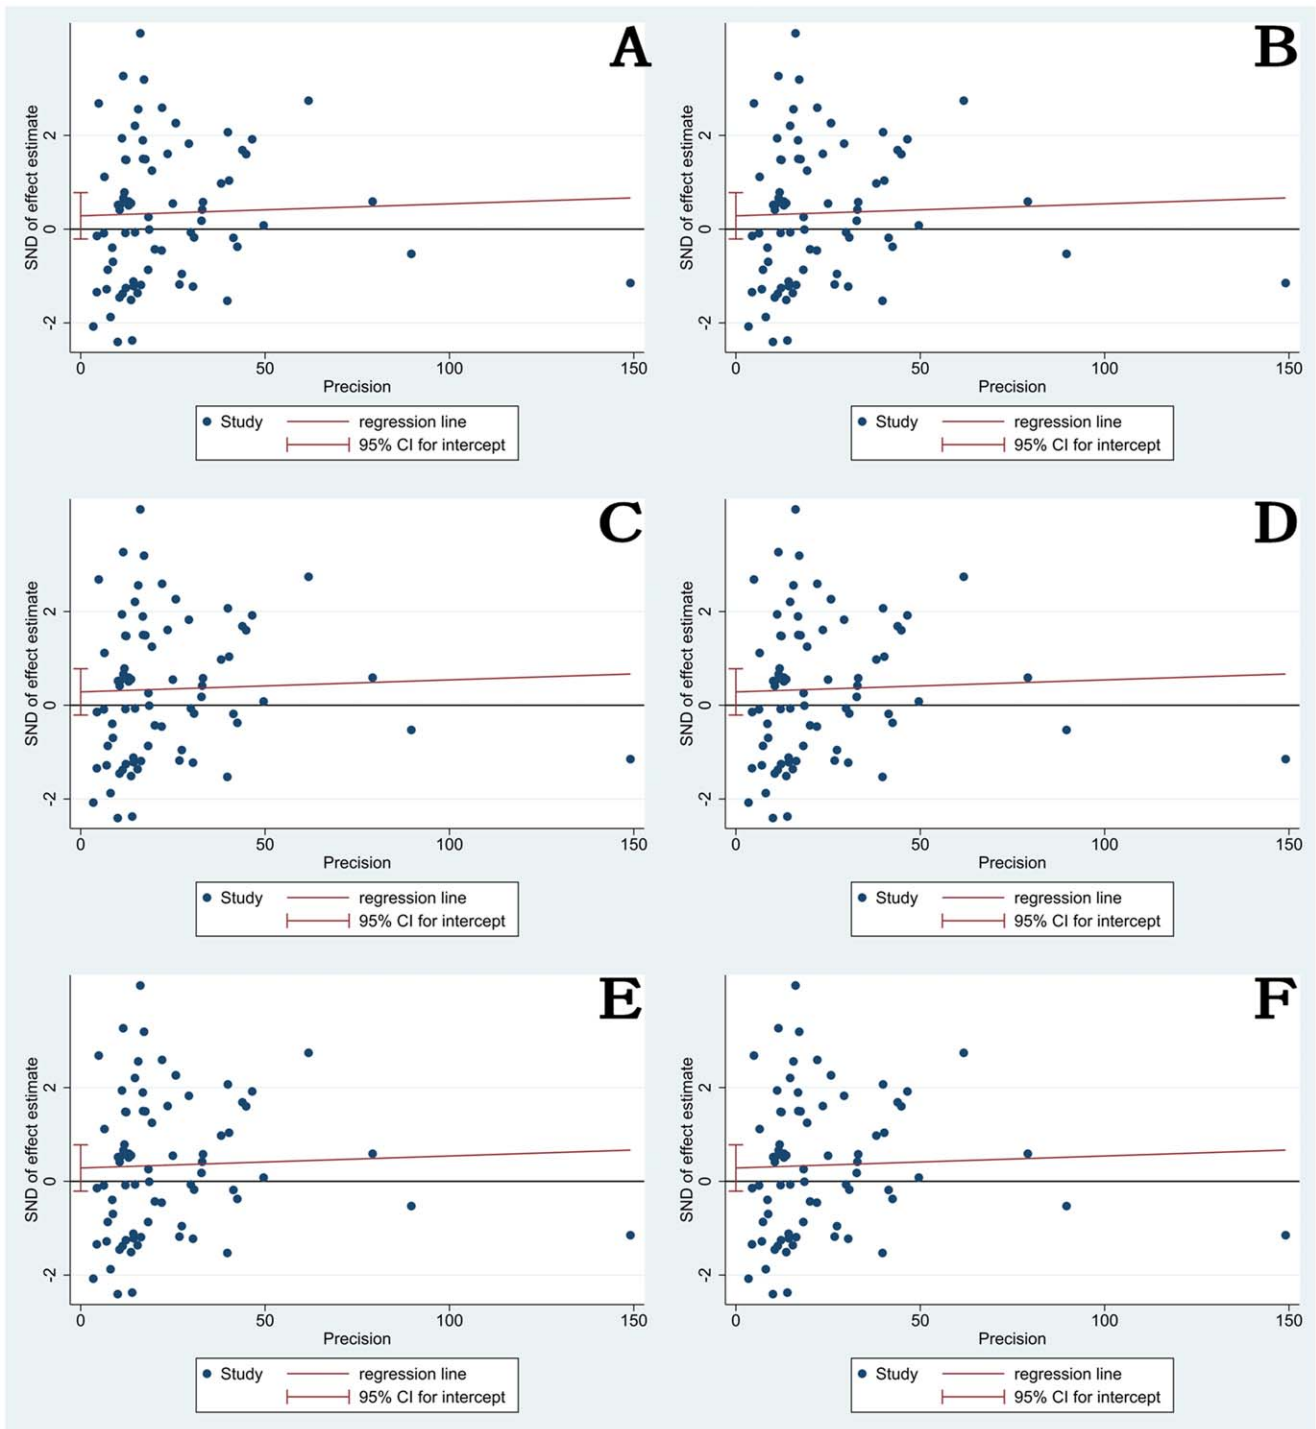 A
SND of effect estimate
2
0
-2
0 50 100 150
Precision
Study regression line
95% CI for intercept
B
SND of effect estimate
2
0
-2
0 50 100 150
Precision
Study regression line
95% CI for intercept
C
SND of effect estimate
2
0
-2
0 50 100 150
Precision
Study regression line
95% CI for intercept
D
SND of effect estimate
2
0
-2
0 50 100 150
Precision
Study regression line
95% CI for intercept
E
SND of effect estimate
2
0
-2
0 50 100 150
Precision
Study regression line
95% CI for intercept
F
SND of effect estimate
2
0
-2
0 50 100 150
Precision
Study regression line
95% CI for intercept